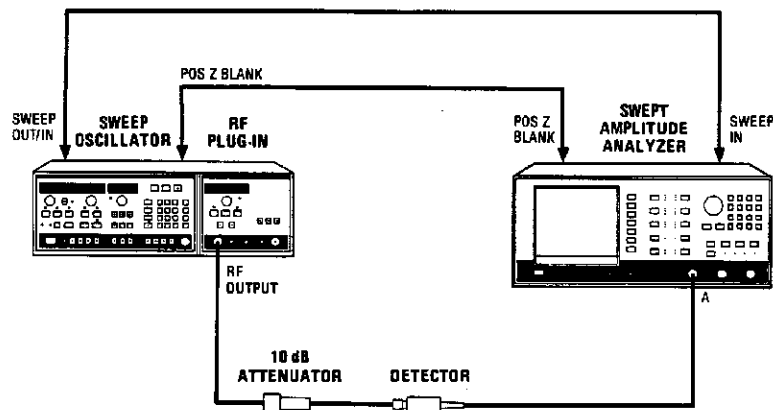 POS Z BLANK
SWEEP
OUT/IN
SWEEP
OSCILLATOR
RF
PLUG-IN
POS Z
BLANK
SWEPT
AMPLITUDE
ANALYZER
SWEEP
IN
RF
OUTPUT
A
10 dB
ATTENUATOR
DETECTOR